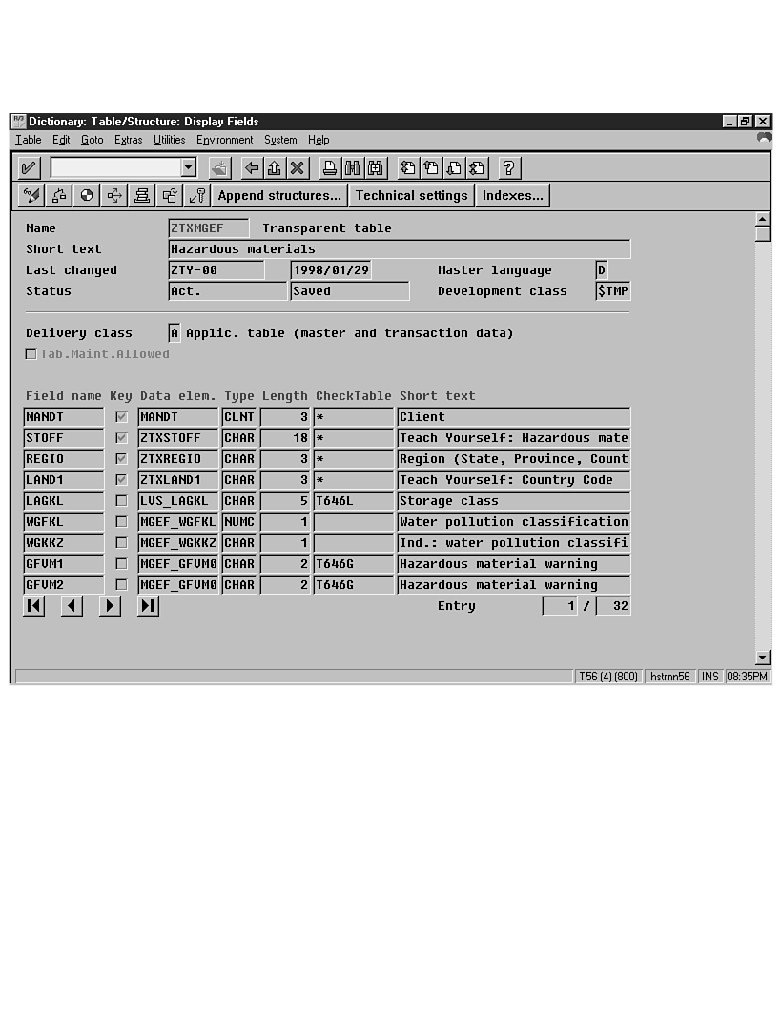 Dictionary: Table/Structure: Display Fields
Table Edit Goto Extras Utilities Environment System Help
Append structures... Technical settings Indexes...
Name ZTXMGEF Transparent table
Short text Hazardous materials
Last changed ZTY-00 1998/01/29 Master language D
Status Act. Saved Development class $TMP
Delivery class A Applic. table (master and transaction data)
Tab.Maint.Allowed
Field name Key Data elem. Type Length CheckTable Short text
MANDT MANDT CLNT 3 * Client
STOFF ZTXSTOFF CHAR 18 * Teach Yourself: Hazardous mate
REGIO ZTXREGIO CHAR 3 * Region (State, Province, Count
LAND1 ZTXLAND1 CHAR 3 * Teach Yourself: Country Code
LAGKL LVS_LAGKL CHAR 5 T646L Storage class
WGFKL MGEF_WGFKL NUMC 1 Water pollution classification
WGKKZ MGEF_WGKKZ CHAR 1 Ind.: water pollution classifi
GFVM1 MGEF_GFVM0 CHAR 2 T646G Hazardous material warning
GFVM2 MGEF_GFVM0 CHAR 2 T646G Hazardous material warning
Entry 1 / 32
T56 (4) (800) INS 08:35PM